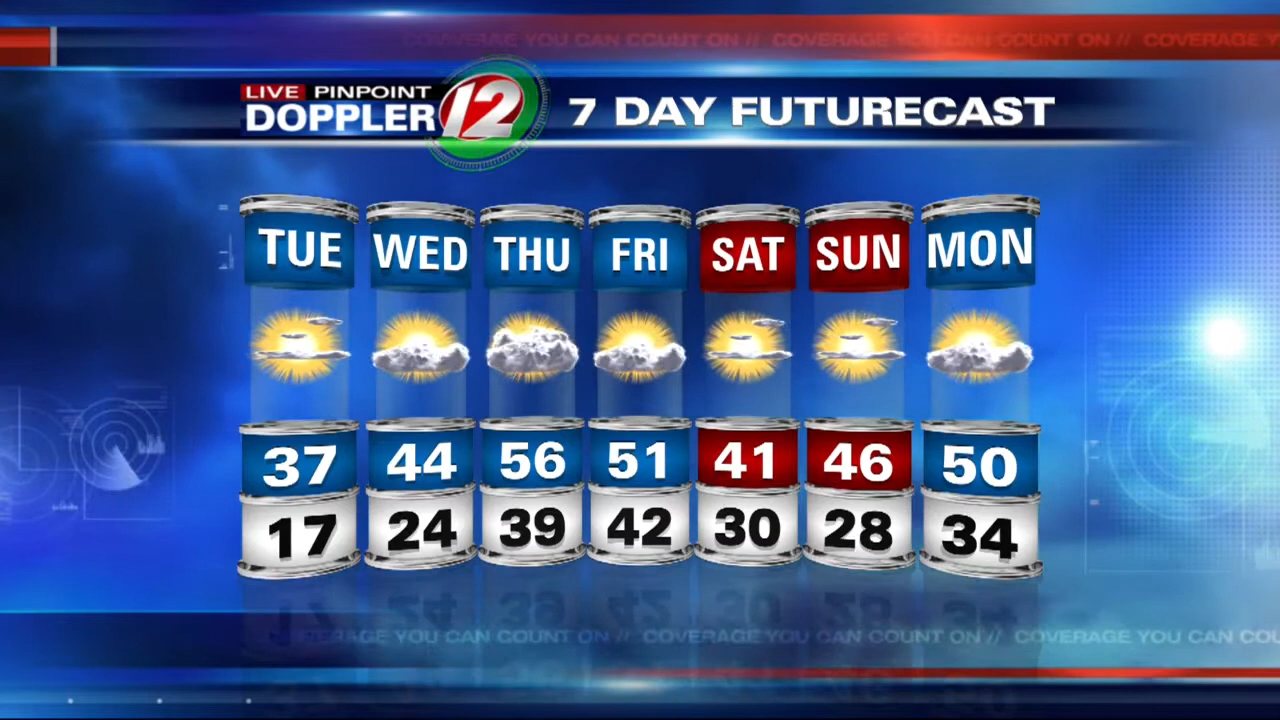 COVERAGE YOU CAN COUNT ON // COVERAGE YOU CAN COUNT ON // COVERAGE Y
LIVE PINPOINT
DOPPLER 12
7 DAY FUTURECAST
TUE WED THU FRI SAT SUN MON
37 44 56 51 41 46 50
17 24 39 42 30 28 34
ERAGE YOU CAN COUNT ON // COVERAGE YOU CAN COUNT ON // COVERAGE YOU CAN COU